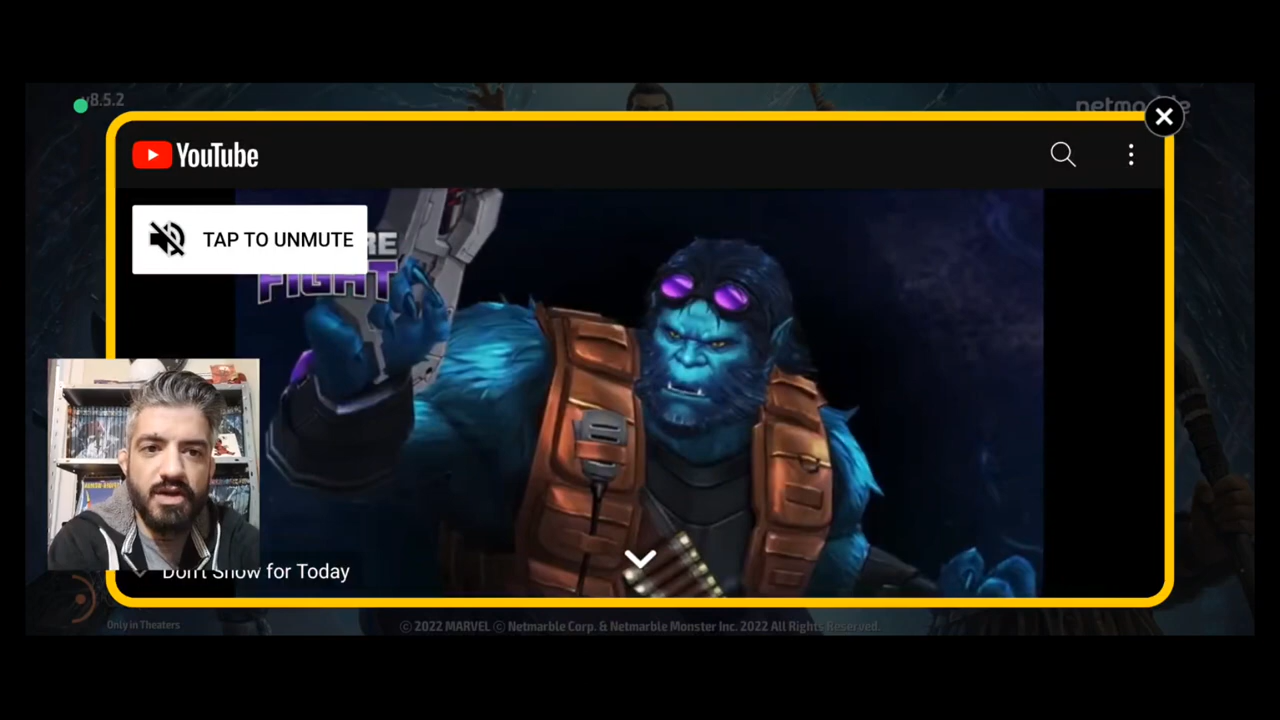 v8.5.2
YouTube
TAP TO UNMUTE
FIGHT
Don't Show for Today
Only in Theaters
© 2022 MARVEL © Netmarble Corp. & Netmarble Monster Inc. 2022 All Rights Reserved.